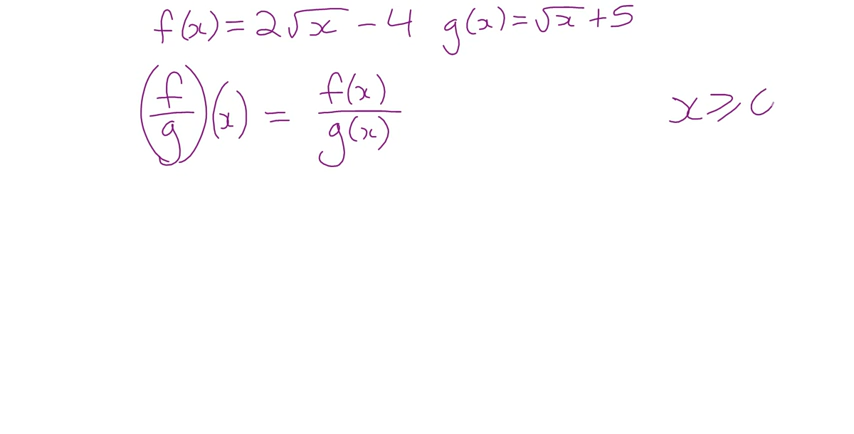 f(x) = 2√x − 4 g(x) = √x + 5
(f/g)(x) = f(x)/g(x) x ⩾ 0